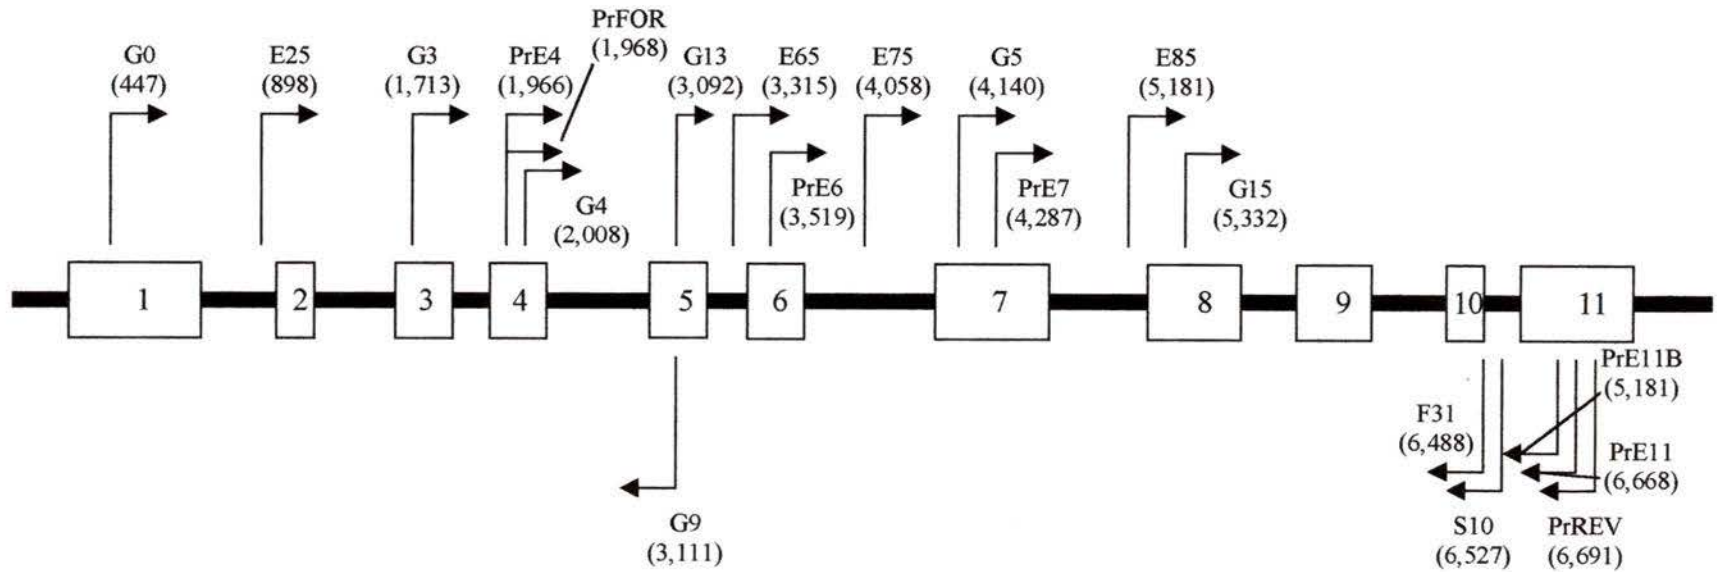 PrFOR
(1,968)
G0
(447)
E25
(898)
G3
(1,713)
PrE4
(1,966)
G13
(3,092)
E65
(3,315)
E75
(4,058)
G5
(4,140)
E85
(5,181)
G4
(2,008)
PrE6
(3,519)
PrE7
(4,287)
G15
(5,332)
1
2
3
4
5
6
7
8
9
10
11
PrE11B
(5,181)
F31
(6,488)
PrE11
(6,668)
G9
(3,111)
S10
(6,527)
PrREV
(6,691)